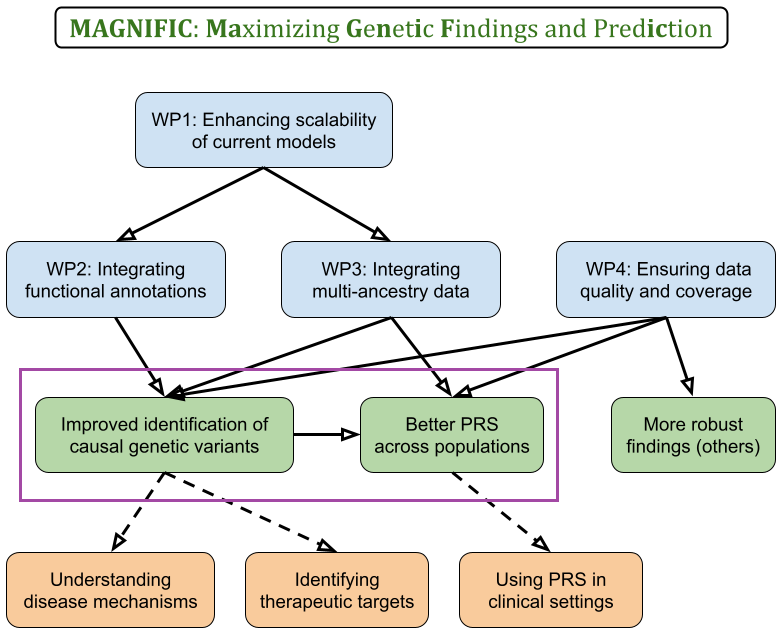 MAGNIFIC: Maximizing Genetic Findings and Prediction
WP1: Enhancing scalability
of current models
WP2: Integrating
functional annotations
WP3: Integrating
multi-ancestry data
WP4: Ensuring data
quality and coverage
Improved identification of
causal genetic variants
Better PRS
across populations
More robust
findings (others)
Understanding
disease mechanisms
Identifying
therapeutic targets
Using PRS in
clinical settings